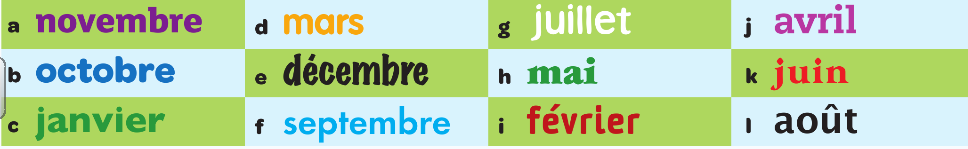 a novembre d mars g juillet j avril
b octobre e décembre h mai k juin
c janvier f septembre i février l août